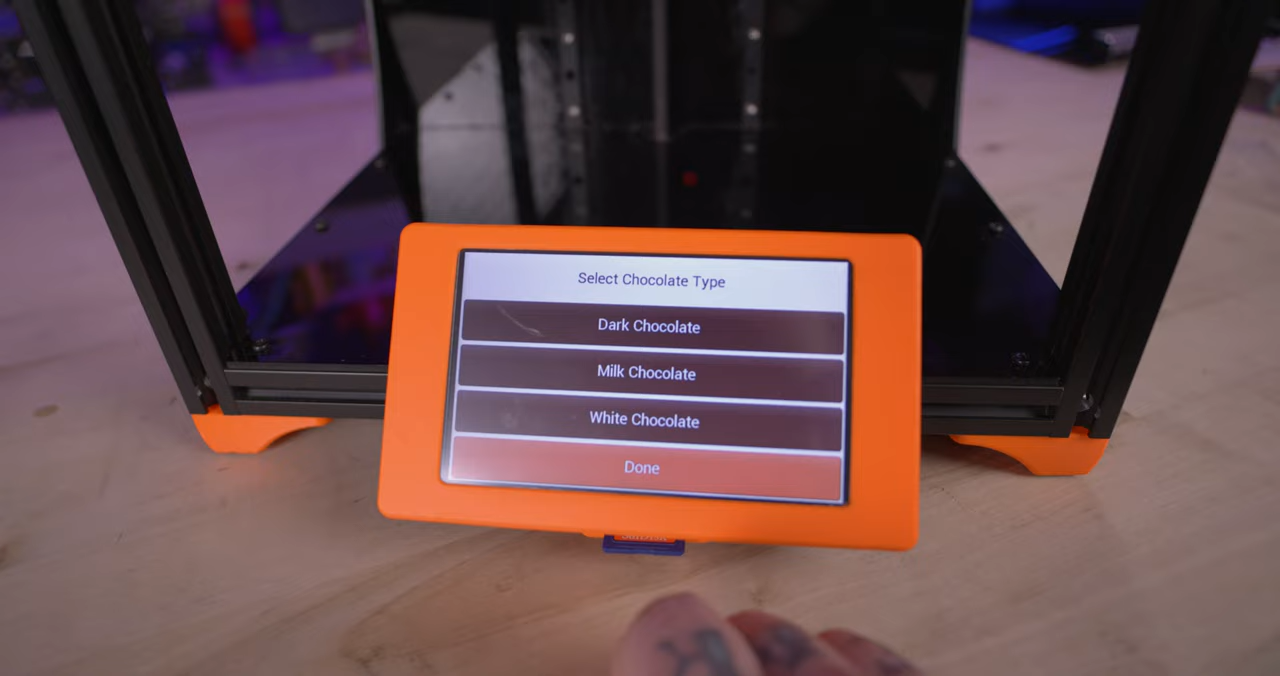 Select Chocolate Type
Dark Chocolate
Milk Chocolate
White Chocolate
Done